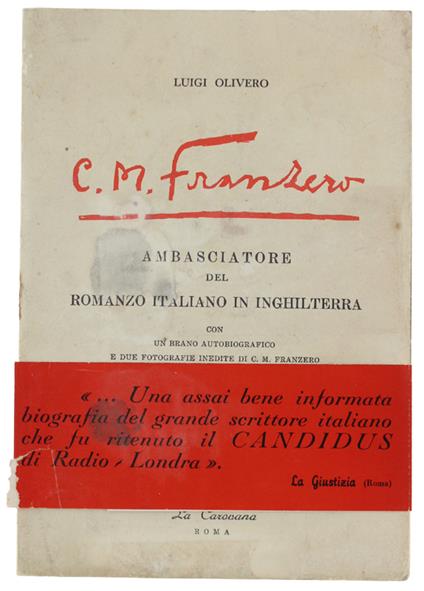 LUIGI OLIVERO
C. M. Franzero
AMBASCIATORE
DEL
ROMANZO ITALIANO IN INGHILTERRA
CON
UN BRANO AUTOBIOGRAFICO
E DUE FOTOGRAFIE INEDITE DI C. M. FRANZERO
«... Una assai bene informata
biografia del grande scrittore italiano
che fu ritenuto il CANDIDUS
di Radio-Londra».
La Giustizia (Roma)
La Carovana
ROMA